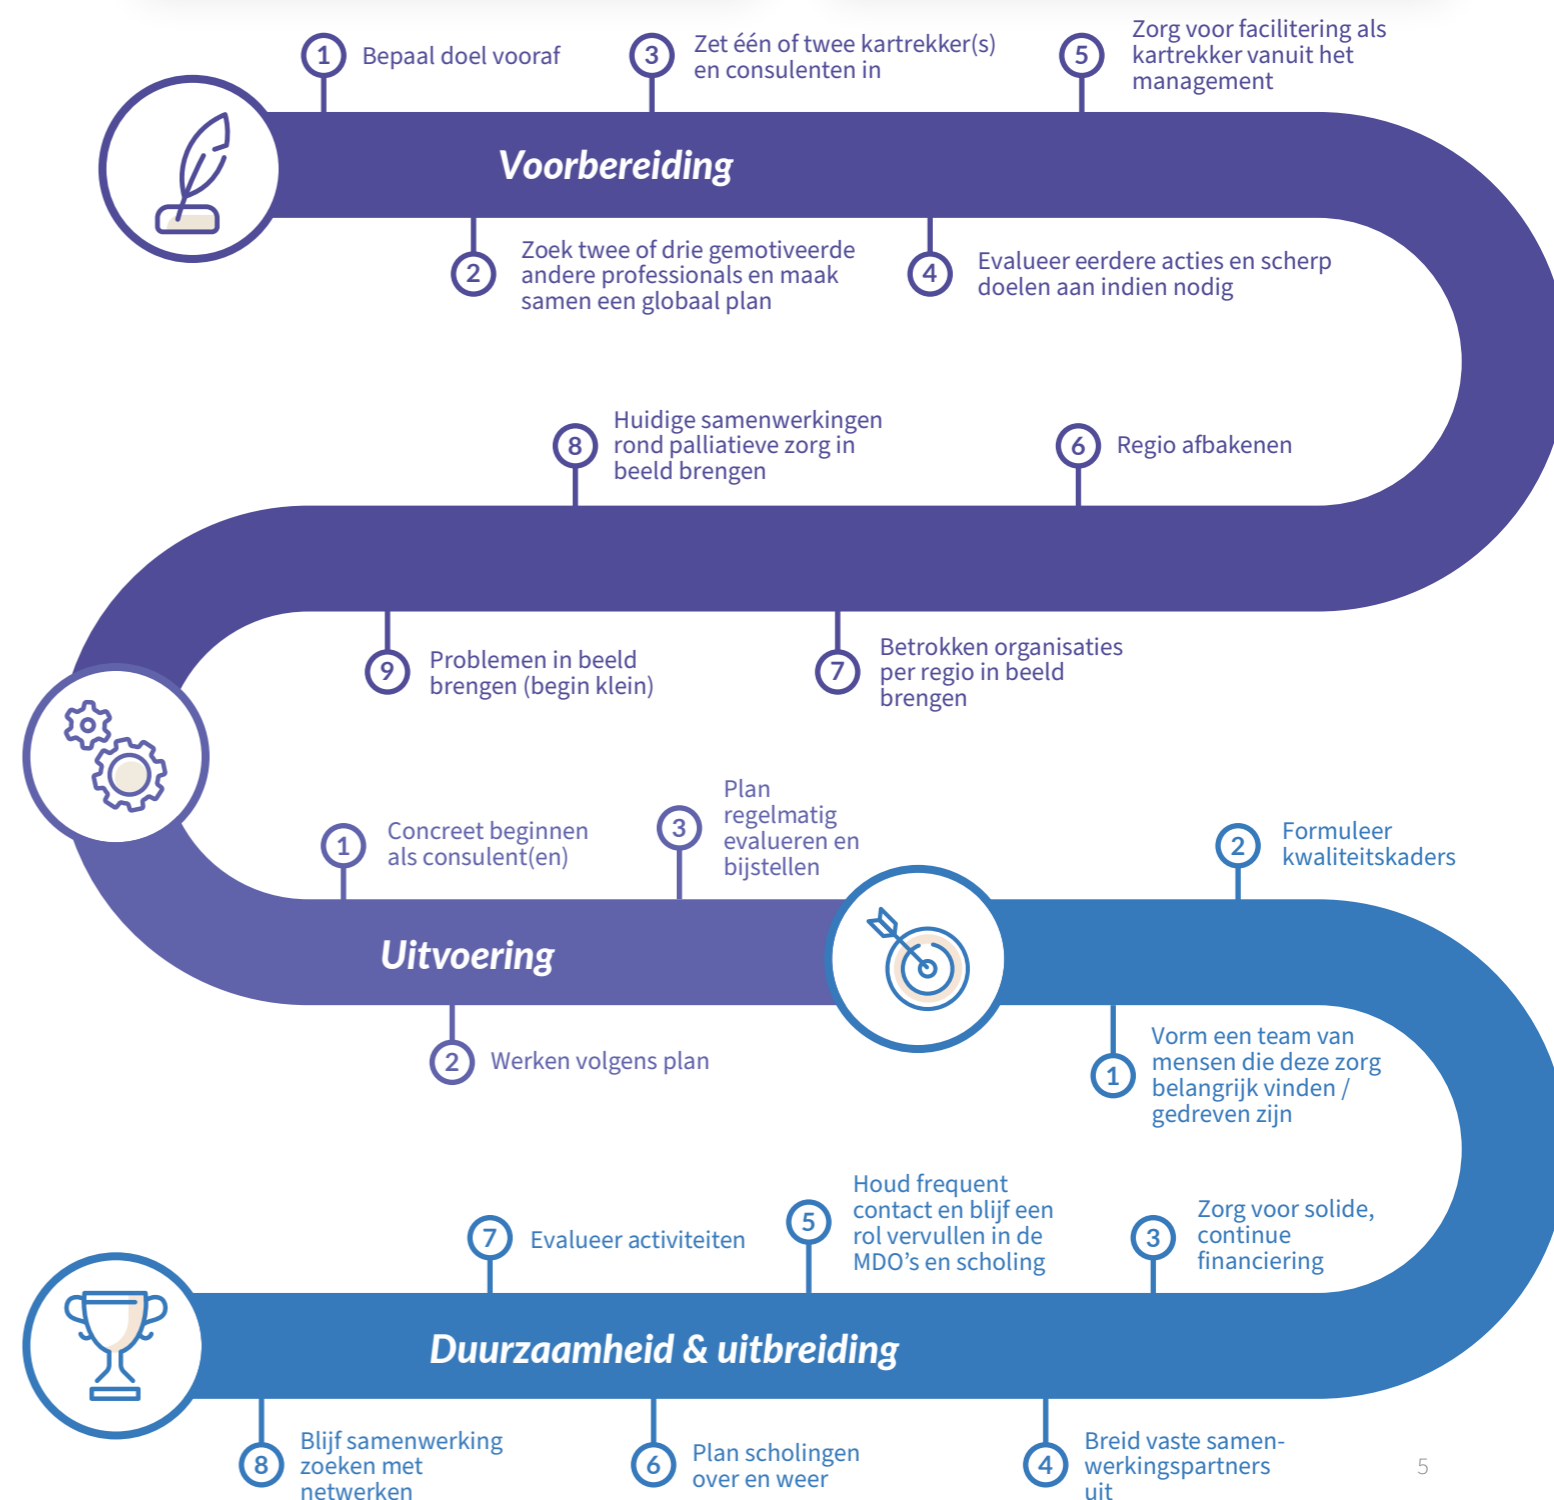 1
Bepaal doel vooraf
3
Zet één of twee kartrekker(s)
en consulenten in
5
Zorg voor facilitering als
kartrekker vanuit het
management
Voorbereiding
2
Zoek twee of drie gemotiveerde
andere professionals en maak
samen een globaal plan
4
Evalueer eerdere acties en scherp
doelen aan indien nodig
8
Huidige samenwerkingen
rond palliatieve zorg in
beeld brengen
6
Regio afbakenen
9
Problemen in beeld
brengen (begin klein)
7
Betrokken organisaties
per regio in beeld
brengen
1
Concreet beginnen
als consulent(en)
3
Plan
regelmatig
evalueren en
bijstellen
2
Formuleer
kwaliteitskaders
Uitvoering
2
Werken volgens plan
1
Vorm een team van
mensen die deze zorg
belangrijk vinden /
gedreven zijn
7
Evalueer activiteiten
5
Houd frequent
contact en blijf een
rol vervullen in de
MDO's en scholing
3
Zorg voor solide,
continue
financiering
Duurzaamheid & uitbreiding
8
Blijf samenwerking
zoeken met
netwerken
6
Plan scholingen
over en weer
4
Breid vaste samen-
werkingspartners
uit
5